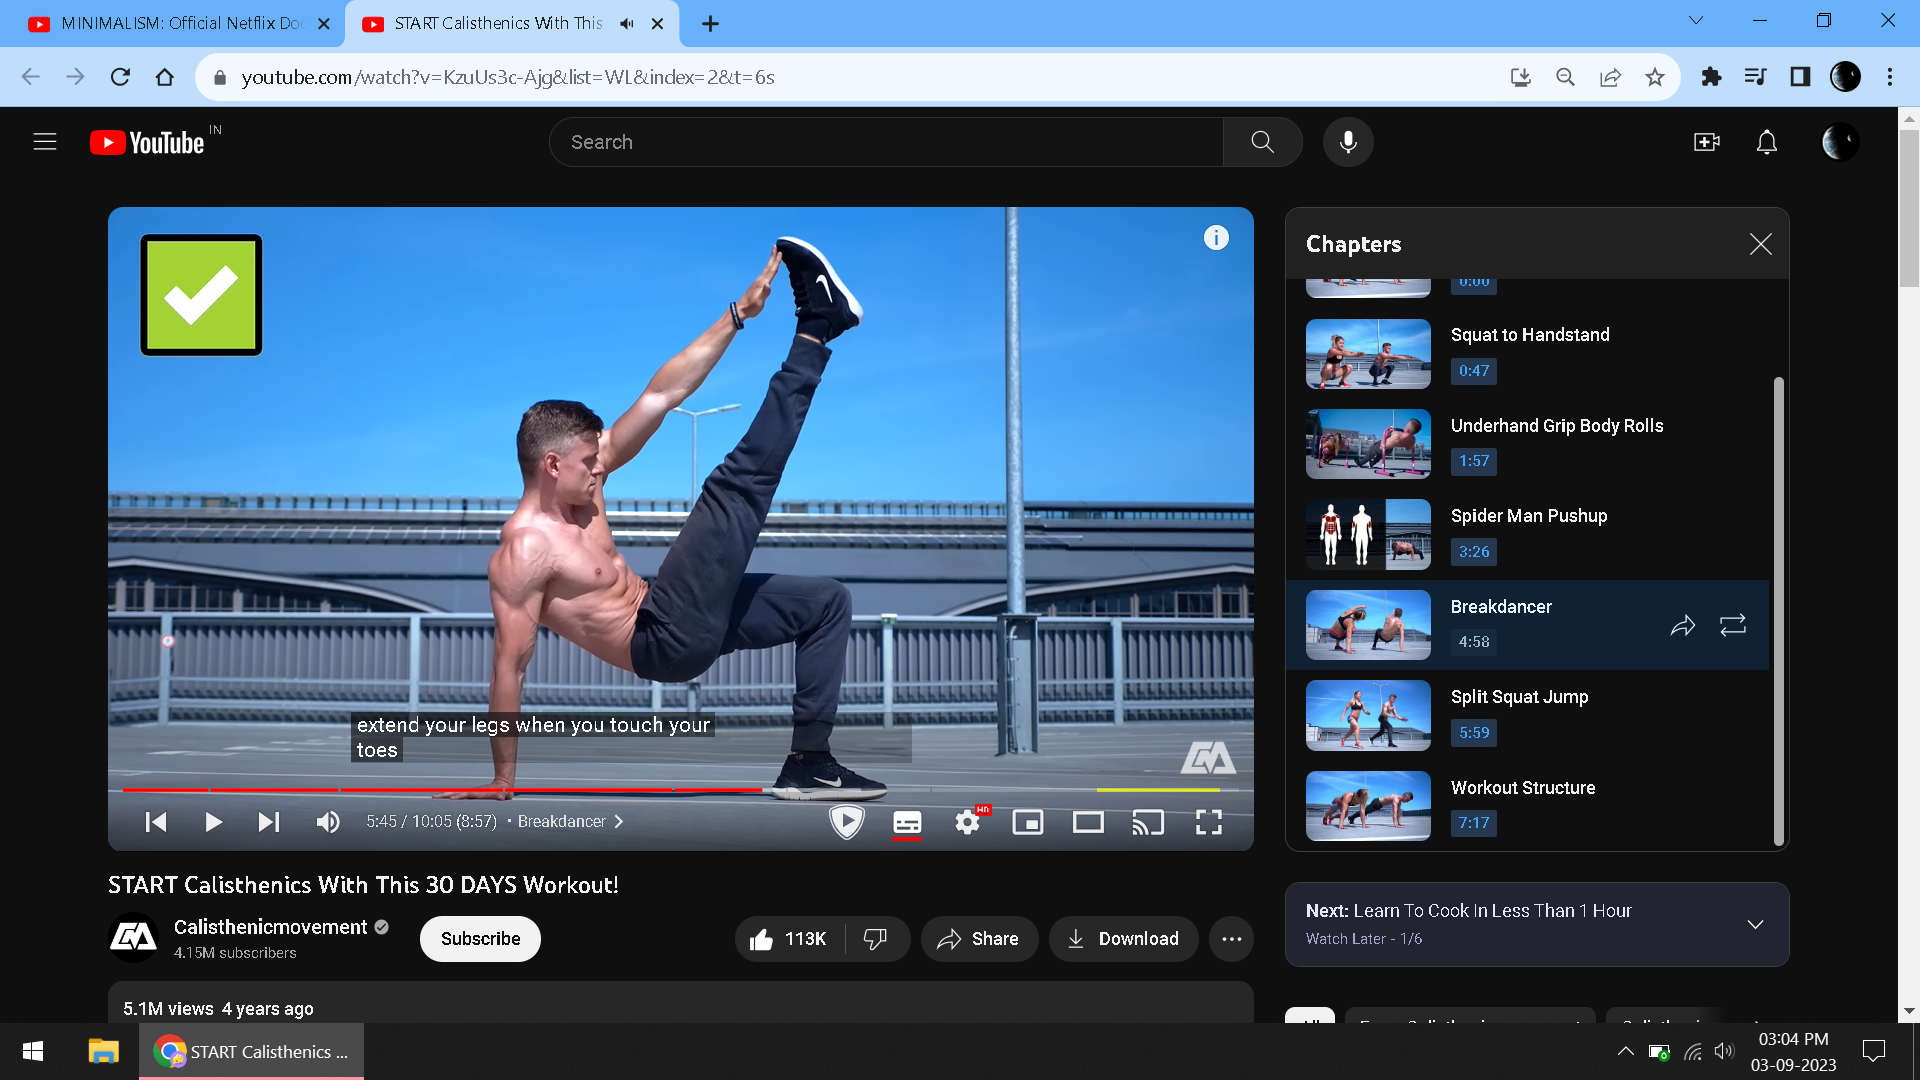 MINIMALISM: Official Netflix Do
START Calisthenics With This
youtube.com/watch?v=KzuUs3c-Ajg&list=WL&index=2&t=6s
YouTube IN
Search
Chapters
0:00
Squat to Handstand
0:47
Underhand Grip Body Rolls
1:57
Spider Man Pushup
3:26
Breakdancer
4:58
Split Squat Jump
5:59
Workout Structure
7:17
extend your legs when you touch your
toes
HD
5:45 / 10:05 (8:57) • Breakdancer
START Calisthenics With This 30 DAYS Workout!
Calisthenicmovement
4.15M subscribers
Subscribe
113K
Share
Download
Next: Learn To Cook In Less Than 1 Hour
Watch Later - 1/6
5.1M views 4 years ago
START Calisthenics ...
03:04 PM
03-09-2023